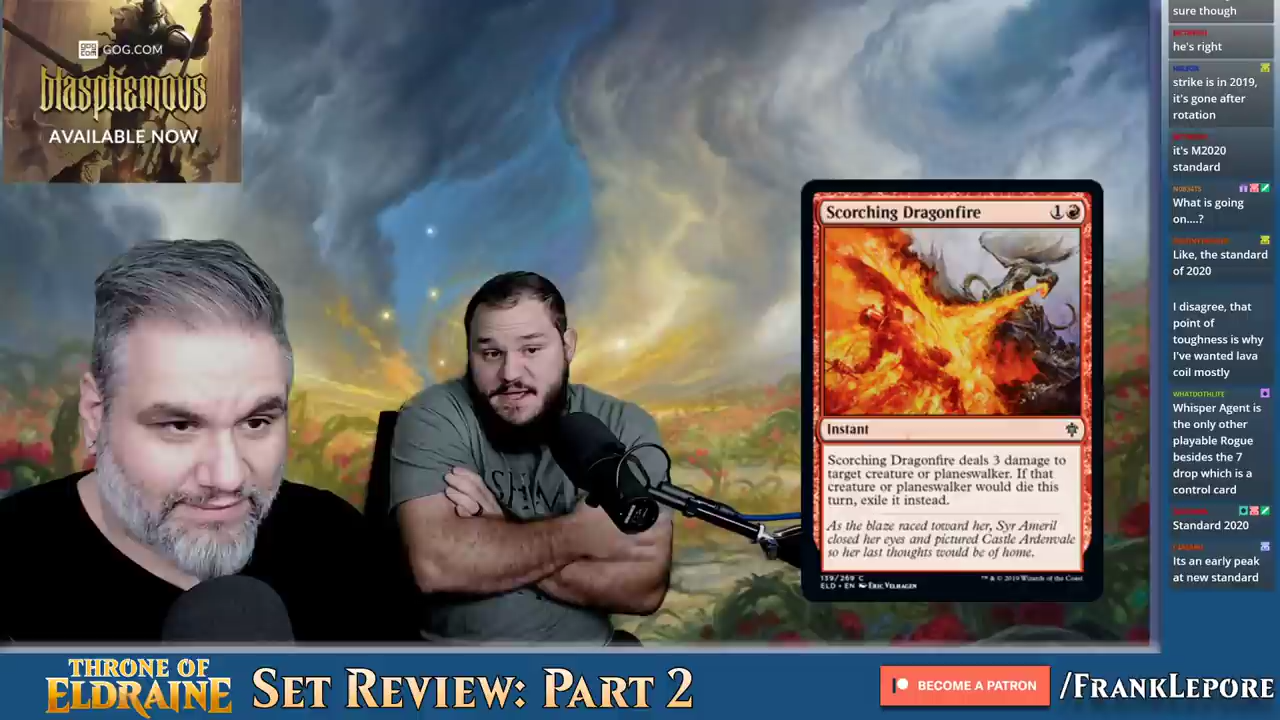 GOG.COM
GOG.COM
blasphemous
AVAILABLE NOW
Scorching Dragonfire 1
Instant
Scorching Dragonfire deals 3 damage to
target creature or planeswalker. If that
creature or planeswalker would die this
turn, exile it instead.
As the blaze raced toward her, Syr Ameril
closed her eyes and pictured Castle Ardenvale
so her last thoughts would be of home.
139/269 C
ELD • EN ERIC VELHAGEN
™ & © 2019 Wizards of the Coast
SHM
sure though
he's right
strike is in 2019,
it's gone after
rotation
it's M2020
standard
What is going
on....?
Like, the standard
of 2020
I disagree, that
point of
toughness is why
I've wanted lava
coil mostly
WHATDOTHLIFE
Whisper Agent is
the only other
playable Rogue
besides the 7
drop which is a
control card
Standard 2020
Its an early peak
at new standard
THRONE OF
ELDRAINE
SET REVIEW: PART 2
BECOME A PATRON
/FRANKLEPORE